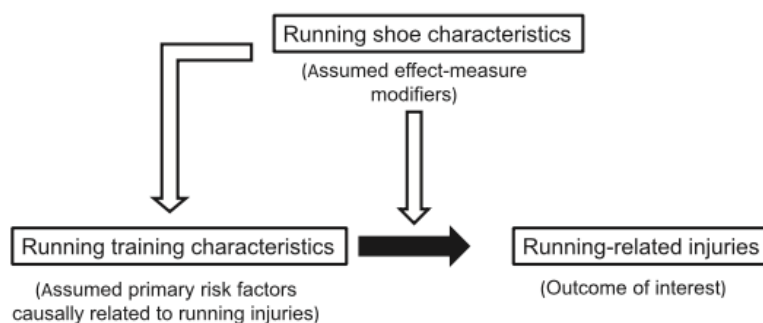 Running shoe characteristics
(Assumed effect-measure
modifiers)
Running training characteristics
(Assumed primary risk factors
causally related to running injuries)
Running-related injuries
(Outcome of interest)